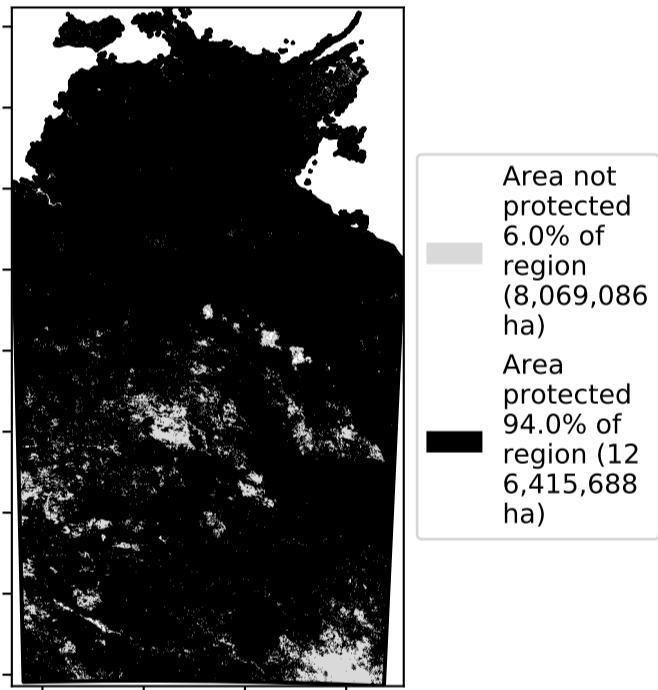 Area not
protected
6.0% of
region
(8,069,086
ha)
Area
protected
94.0% of
region (12
6,415,688
ha)